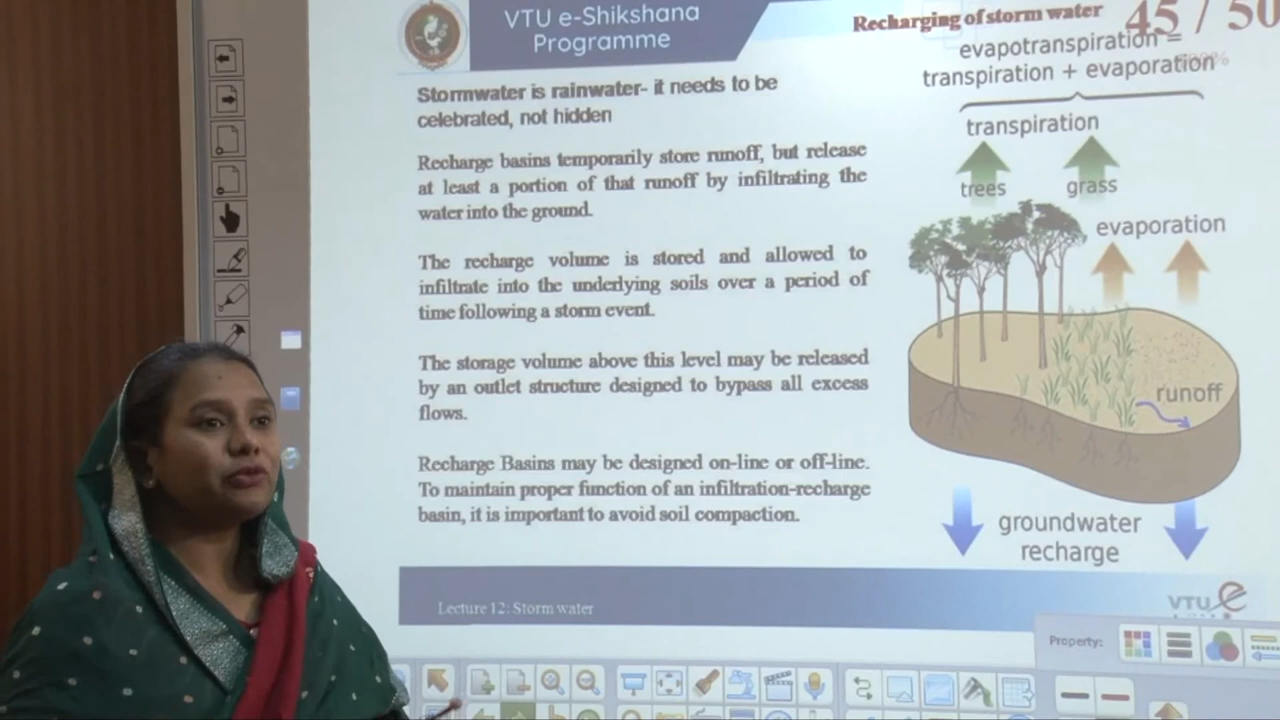 VTU e-Shikshana
Programme
Recharging of storm water
45 / 50
Stormwater is rainwater- it needs to be
celebrated, not hidden
Recharge basins temporarily store runoff, but release
at least a portion of that runoff by infiltrating the
water into the ground.
The recharge volume is stored and allowed to
infiltrate into the underlying soils over a period of
time following a storm event.
The storage volume above this level may be released
by an outlet structure designed to bypass all excess
flows.
Recharge Basins may be designed on-line or off-line.
To maintain proper function of an infiltration-recharge
basin, it is important to avoid soil compaction.
evapotranspiration =
transpiration + evaporation
transpiration
trees
grass
evaporation
runoff
groundwater
recharge
Lecture 12: Storm water
VTU e
Property: